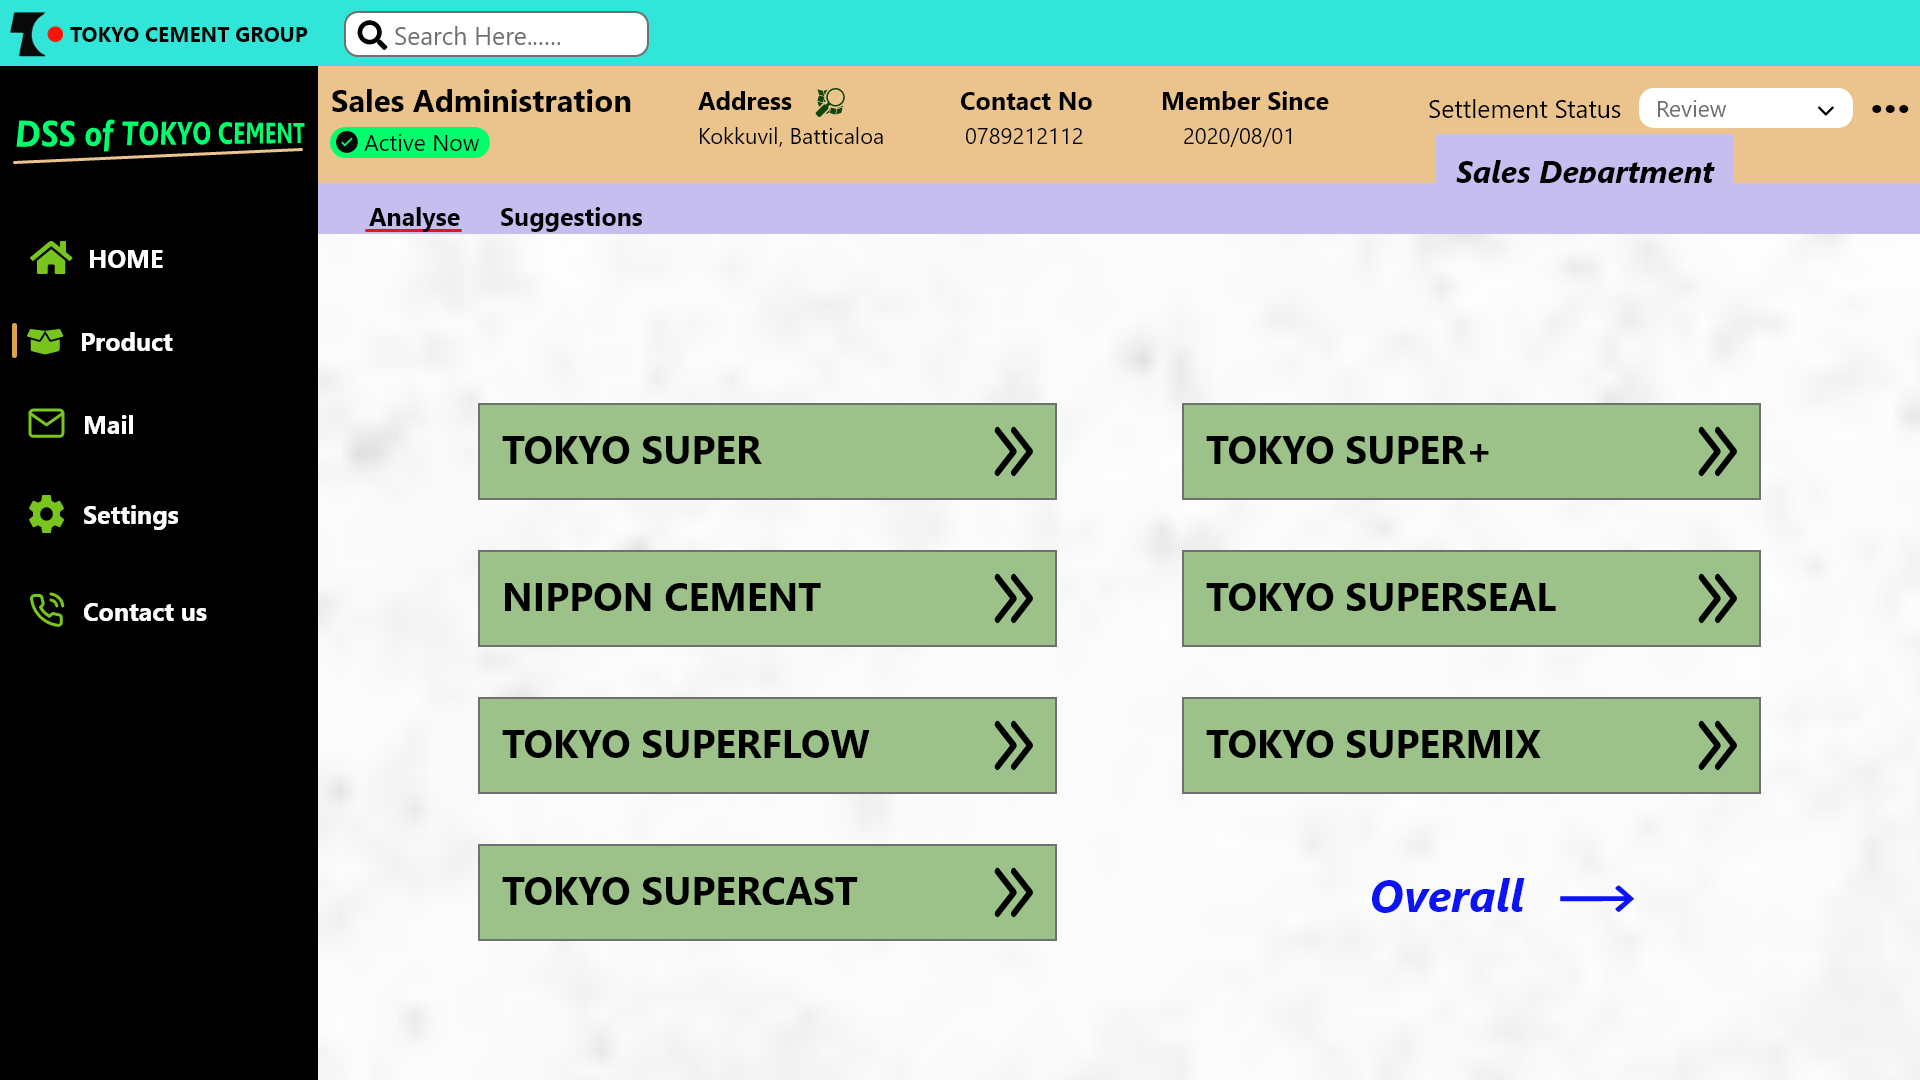 TOKYO CEMENT GROUP
Search Here......
DSS of TOKYO CEMENT
HOME
Product
Mail
Settings
Contact us
Sales Administration
Active Now
Address
Kokkuvil, Batticaloa
Contact No
0789212112
Member Since
2020/08/01
Settlement Status
Review
Sales Department
Analyse
Suggestions
TOKYO SUPER
TOKYO SUPER+
NIPPON CEMENT
TOKYO SUPERSEAL
TOKYO SUPERFLOW
TOKYO SUPERMIX
TOKYO SUPERCAST
Overall